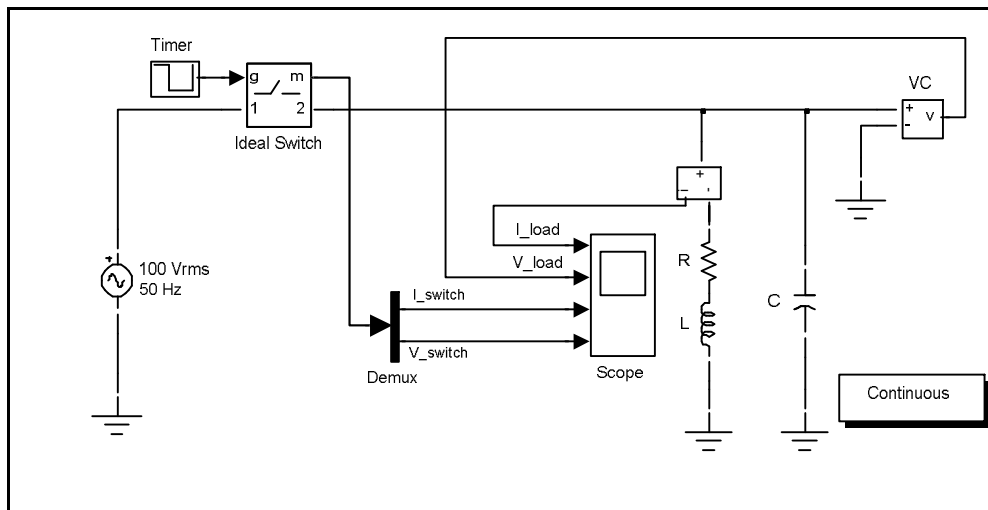 Timer
VC
g m
1 2
+
-
v
Ideal Switch
+
-
I_load
V_load
+
100 Vrms
50 Hz
R
I_switch
L
C
V_switch
Demux
Scope
Continuous